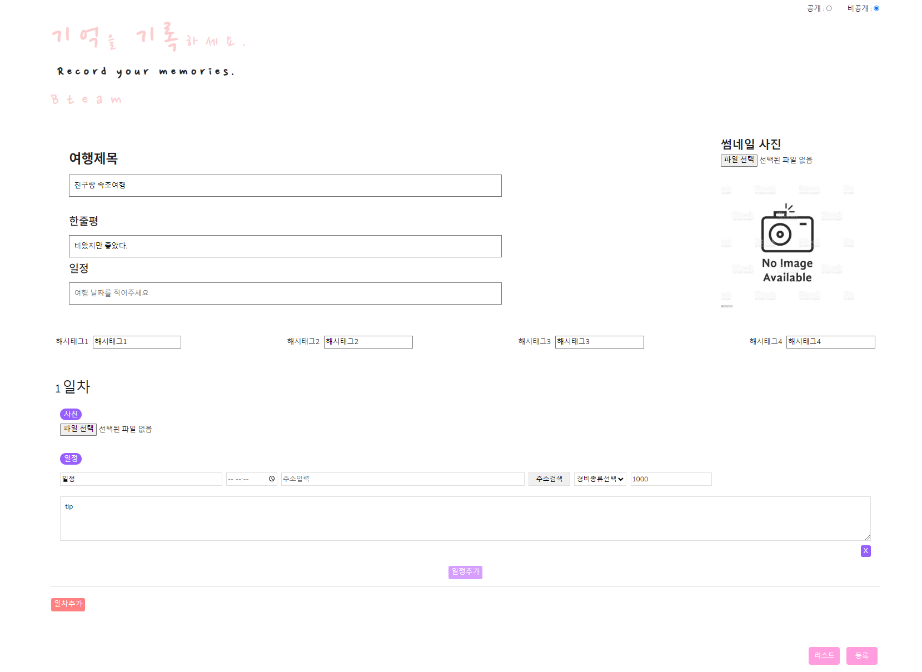 공개 : 비공개 :
기억을 기록하세요.
Record your memories.
Bteam
썸네일 사진
파일 선택 선택된 파일 없음
여행제목
친구랑 속초여행
한줄평
비왔지만 좋았다.
일정
여행 날짜를 적어주세요
No Image
Available
해시태그1 해시태그1 해시태그2 해시태그2 해시태그3 해시태그3 해시태그4 해시태그4
1 일차
사진
파일 선택 선택된 파일 없음
일정
일정 -- --:-- 주소입력 주소검색 경비종류선택 1000
tip
X
일정추가
일차추가
리스트 등록